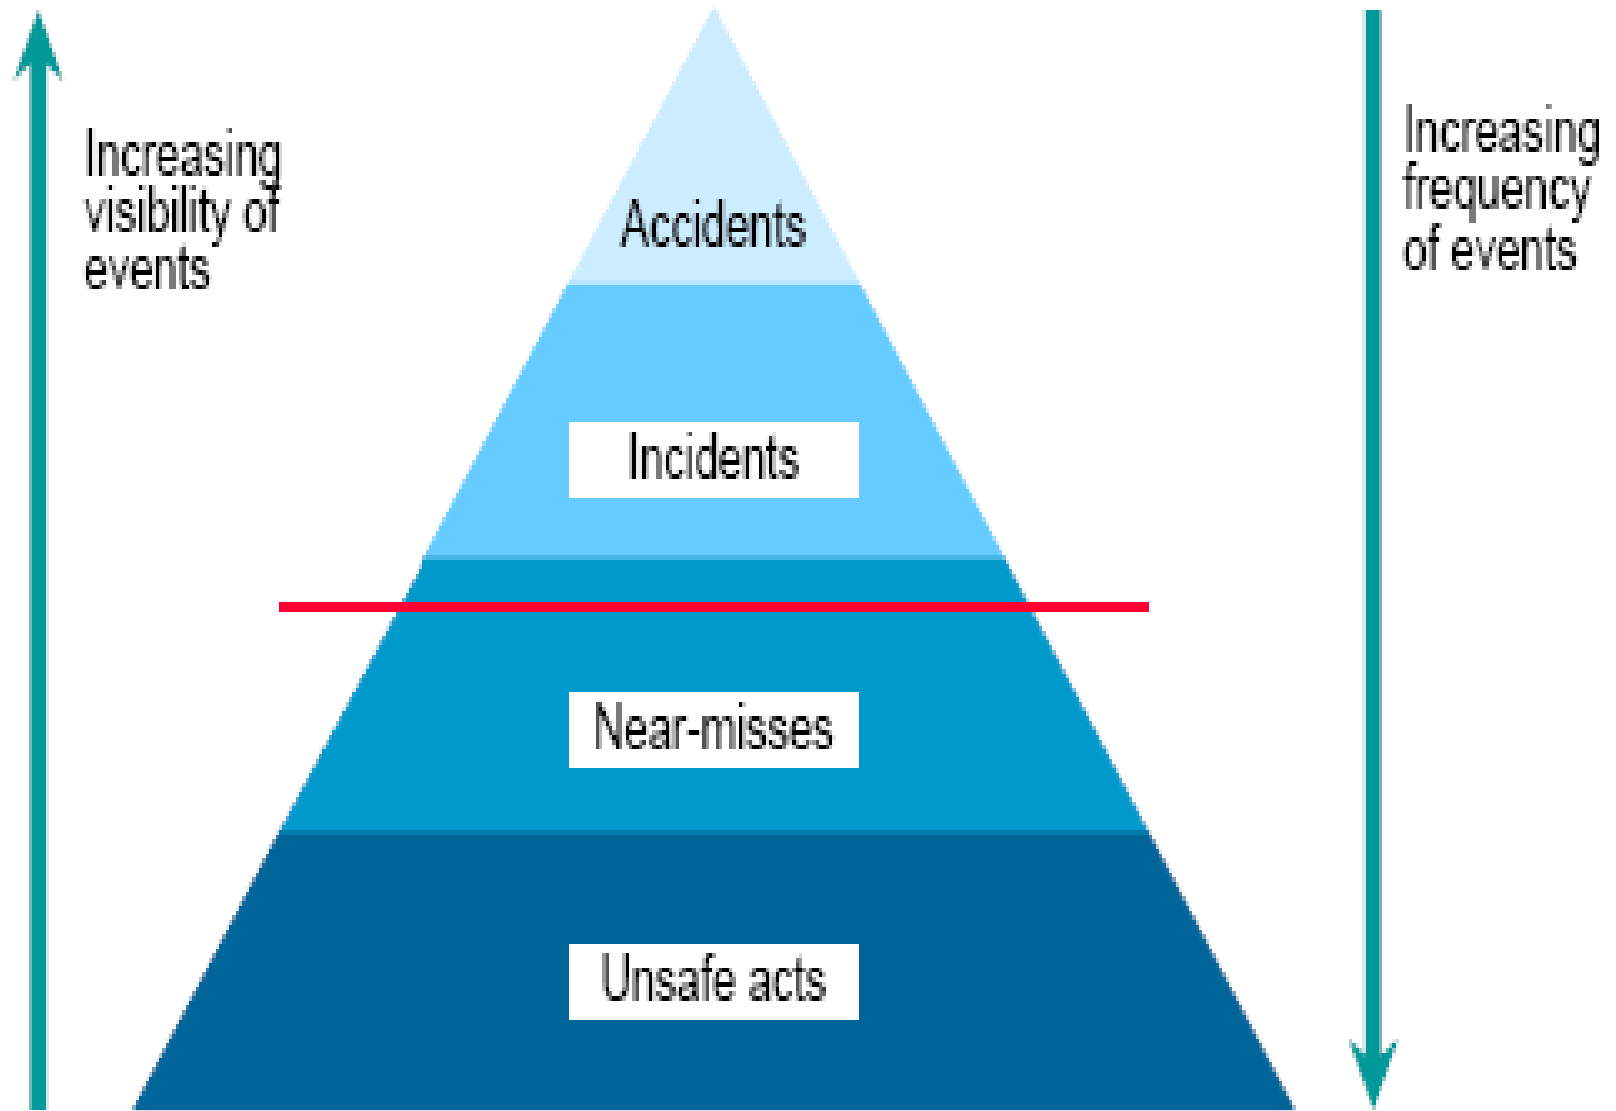 Increasing
visibility of
events
Accidents
Incidents
Near-misses
Unsafe acts
Increasing
frequency
of events